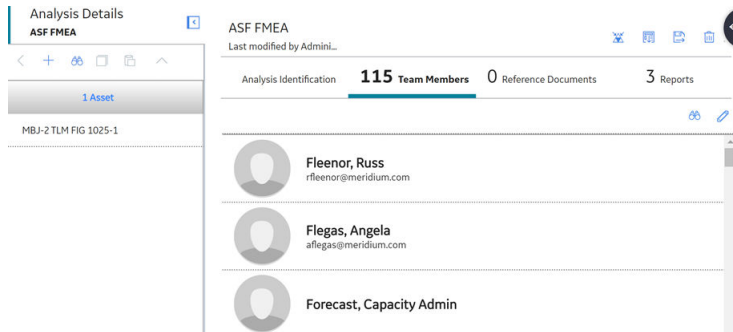 Analysis Details
ASF FMEA
1 Asset
MBJ-2 TLM FIG 1025-1
ASF FMEA
Last modified by Admini...
Analysis Identification 115 Team Members 0 Reference Documents 3 Reports
Fleenor, Russ
rfleenor@meridium.com
Flegas, Angela
aflegas@meridium.com
Forecast, Capacity Admin